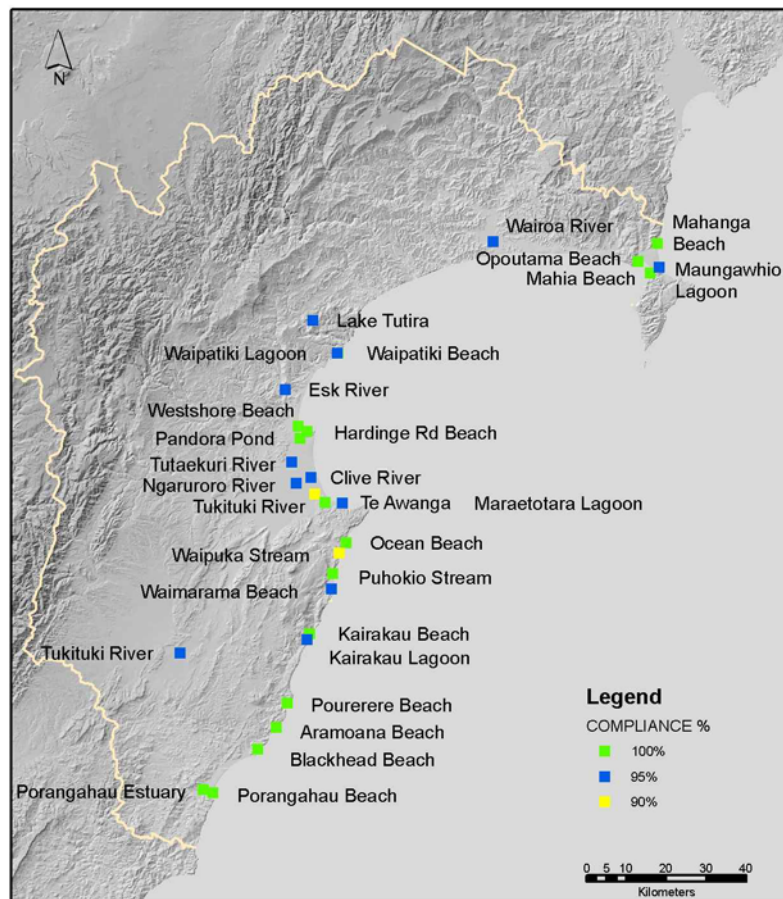 N
Wairoa River
Mahanga
Beach
Opoutama Beach
Mahia Beach
Maungawhio
Lagoon
Lake Tutira
Waipatiki Lagoon
Waipatiki Beach
Esk River
Westshore Beach
Hardinge Rd Beach
Pandora Pond
Tutaekuri River
Clive River
Ngaruroro River
Tukituki River
Te Awanga
Maraetotara Lagoon
Ocean Beach
Waipuka Stream
Puhokio Stream
Waimarama Beach
Kairakau Beach
Kairakau Lagoon
Tukituki River
Pourerere Beach
Aramoana Beach
Blackhead Beach
Porangahau Estuary
Porangahau Beach
Legend
COMPLIANCE %
100%
95%
90%
0 5 10 20 30 40
Kilometers